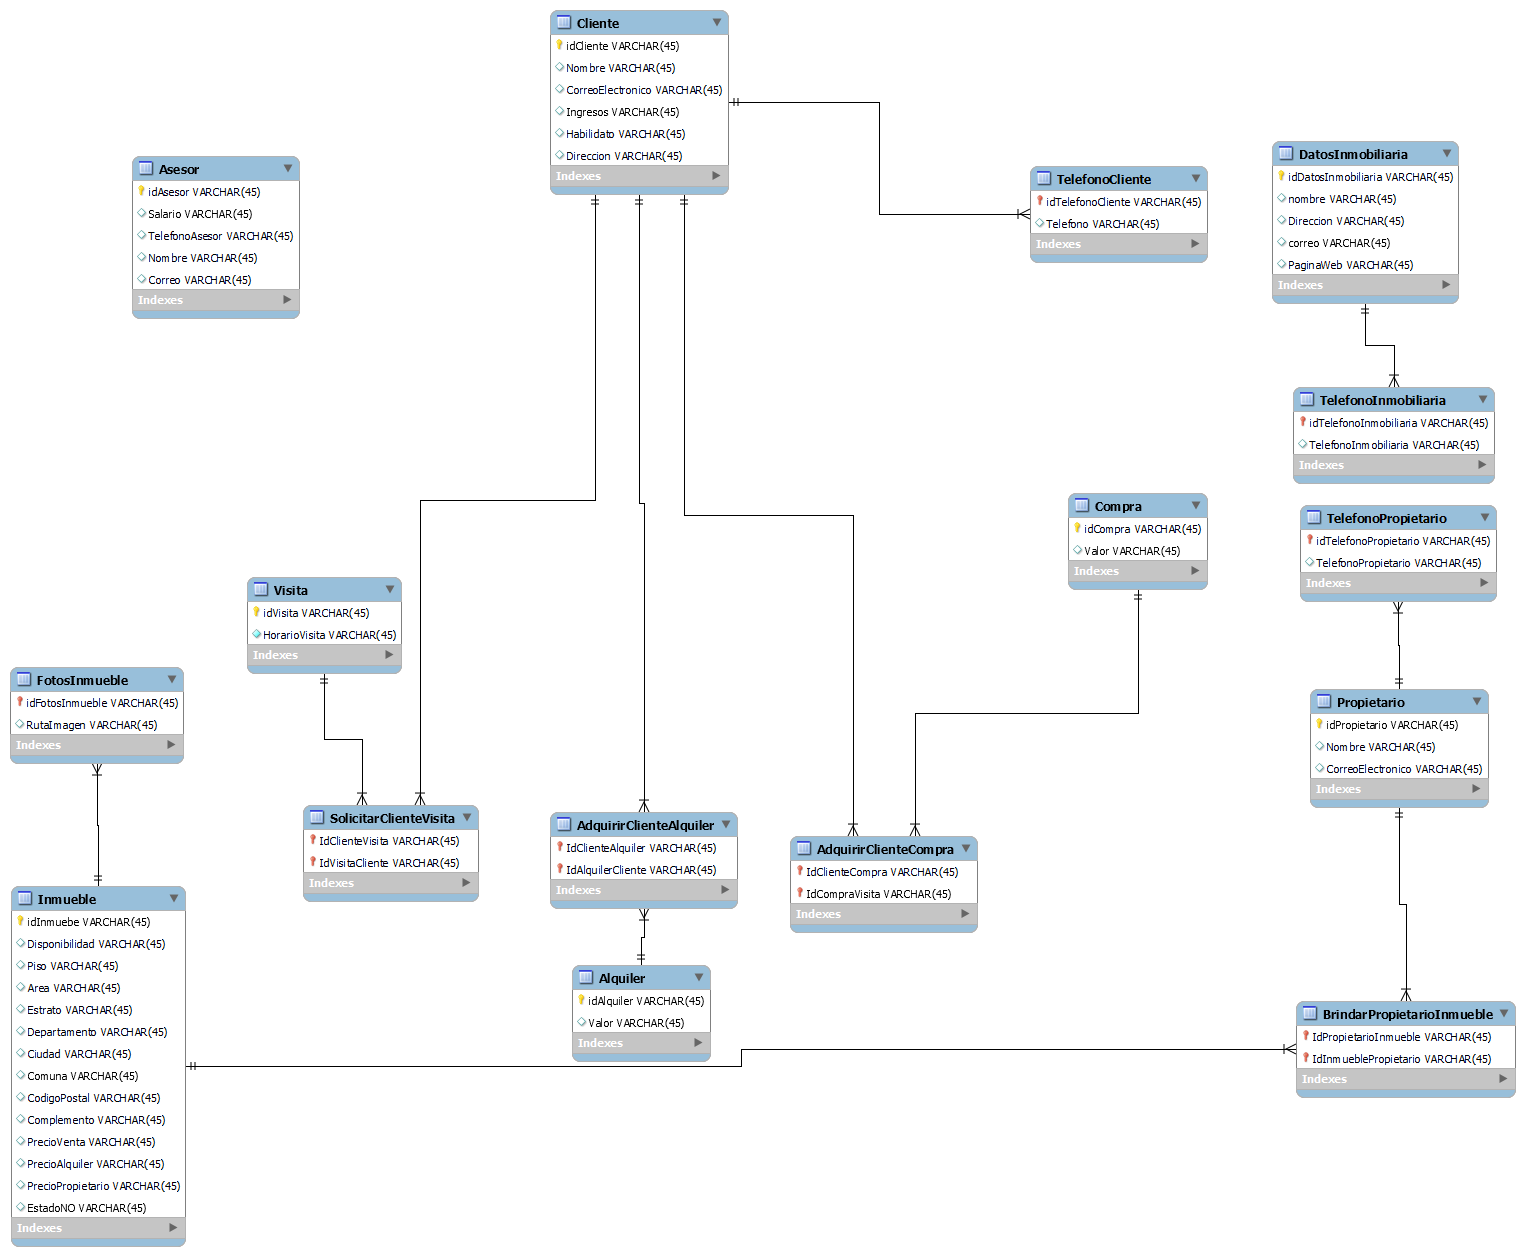 Cliente
idCliente VARCHAR(45)
Nombre VARCHAR(45)
CorreoElectronico VARCHAR(45)
Ingresos VARCHAR(45)
Habilidato VARCHAR(45)
Direccion VARCHAR(45)
Indexes
Asesor
idAsesor VARCHAR(45)
Salario VARCHAR(45)
TelefonoAsesor VARCHAR(45)
Nombre VARCHAR(45)
Correo VARCHAR(45)
Indexes
TelefonoCliente
idTelefonoCliente VARCHAR(45)
Telefono VARCHAR(45)
Indexes
DatosInmobiliaria
idDatosInmobiliaria VARCHAR(45)
nombre VARCHAR(45)
Direccion VARCHAR(45)
correo VARCHAR(45)
PaginaWeb VARCHAR(45)
Indexes
TelefonoInmobiliaria
idTelefonoInmobiliaria VARCHAR(45)
TelefonoInmobiliaria VARCHAR(45)
Indexes
Compra
idCompra VARCHAR(45)
Valor VARCHAR(45)
Indexes
TelefonoPropietario
idTelefonoPropietario VARCHAR(45)
TelefonoPropietario VARCHAR(45)
Indexes
Visita
idVisita VARCHAR(45)
HorarioVisita VARCHAR(45)
Indexes
FotosInmueble
idFotosInmueble VARCHAR(45)
RutaImagen VARCHAR(45)
Indexes
Propietario
idPropietario VARCHAR(45)
Nombre VARCHAR(45)
CorreoElectronico VARCHAR(45)
Indexes
SolicitarClienteVisita
IdClienteVisita VARCHAR(45)
IdVisitaCliente VARCHAR(45)
Indexes
AdquirirClienteAlquiler
IdClienteAlquiler VARCHAR(45)
IdAlquilerCliente VARCHAR(45)
Indexes
AdquirirClienteCompra
IdClienteCompra VARCHAR(45)
IdCompraVisita VARCHAR(45)
Indexes
Inmueble
idInmuebe VARCHAR(45)
Disponibilidad VARCHAR(45)
Piso VARCHAR(45)
Area VARCHAR(45)
Estrato VARCHAR(45)
Departamento VARCHAR(45)
Ciudad VARCHAR(45)
Comuna VARCHAR(45)
CodigoPostal VARCHAR(45)
Complemento VARCHAR(45)
PrecioVenta VARCHAR(45)
PrecioAlquiler VARCHAR(45)
PrecioPropietario VARCHAR(45)
EstadoNO VARCHAR(45)
Indexes
Alquiler
idAlquiler VARCHAR(45)
Valor VARCHAR(45)
Indexes
BrindarPropietarioInmueble
IdPropietarioInmueble VARCHAR(45)
IdInmueblePropietario VARCHAR(45)
Indexes